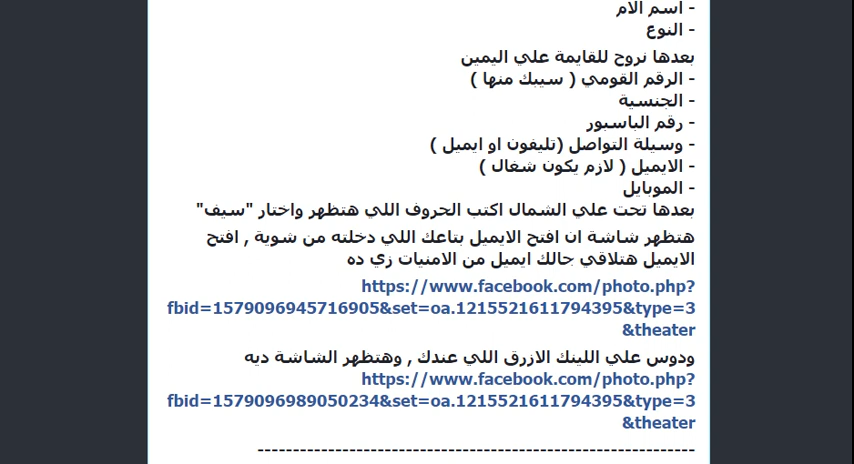 - اسم الام
- النوع
بعدها نروح للقايمة علي اليمين
- الرقم القومي ( سيبك منها )
- الجنسية
- رقم الباسبور
- وسيلة التواصل (تليفون او ايميل )
- الايميل ( لازم يكون شغال )
- الموبايل
بعدها تحت علي الشمال اكتب الحروف اللي هتظهر واختار "سيف"
هتظهر شاشة ان افتح الايميل بتاعك اللي دخلته من شوية , افتح
الايميل هتلاقي جالك ايميل من الامنيات زي ده
https://www.facebook.com/photo.php?
fbid=1579096945716905&set=oa.1215521611794395&type=3
&theater
ودوس علي اللينك الازرق اللي عندك , وهتظهر الشاشة ديه
https://www.facebook.com/photo.php?
fbid=1579096989050234&set=oa.1215521611794395&type=3
&theater
--------------------------------------------------------------